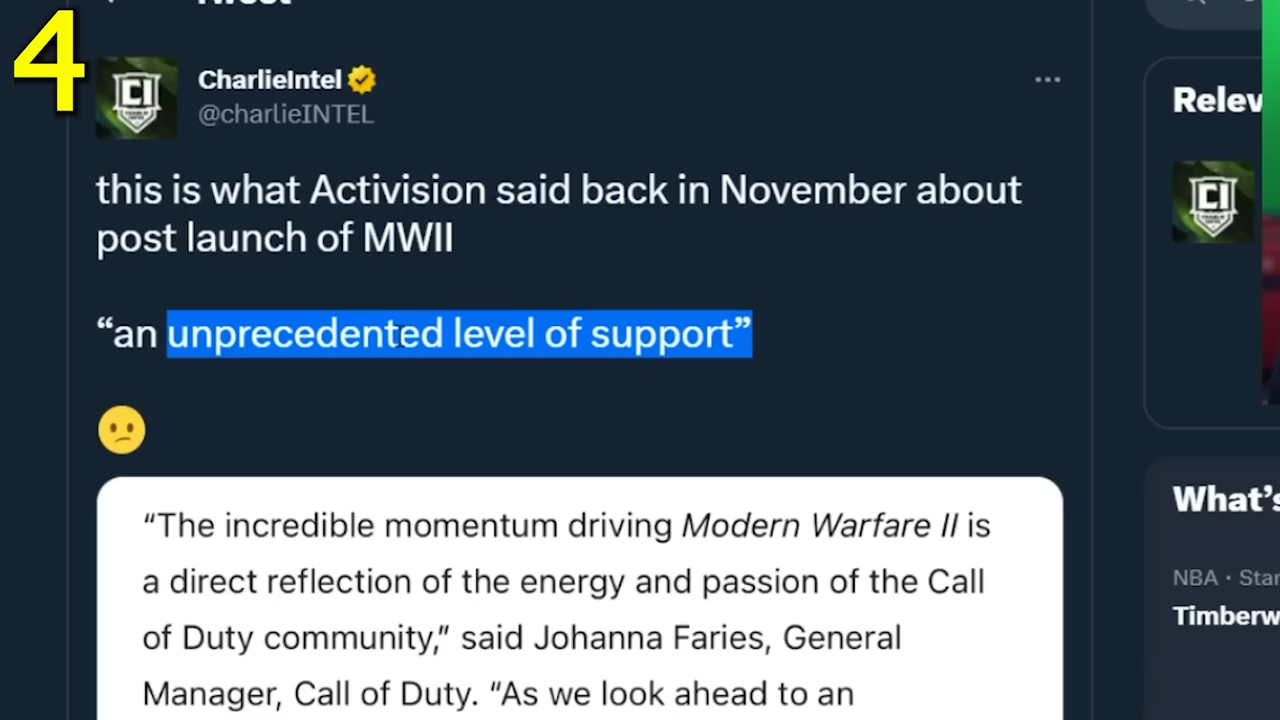 4
Tweet
CharlieIntel
@charlieINTEL
CI
this is what Activision said back in November about
post launch of MWII
“an unprecedented level of support”
“The incredible momentum driving Modern Warfare II is
a direct reflection of the energy and passion of the Call
of Duty community,” said Johanna Faries, General
Manager, Call of Duty. “As we look ahead to an
Relev
CI
What’s
NBA · Star
Timberw